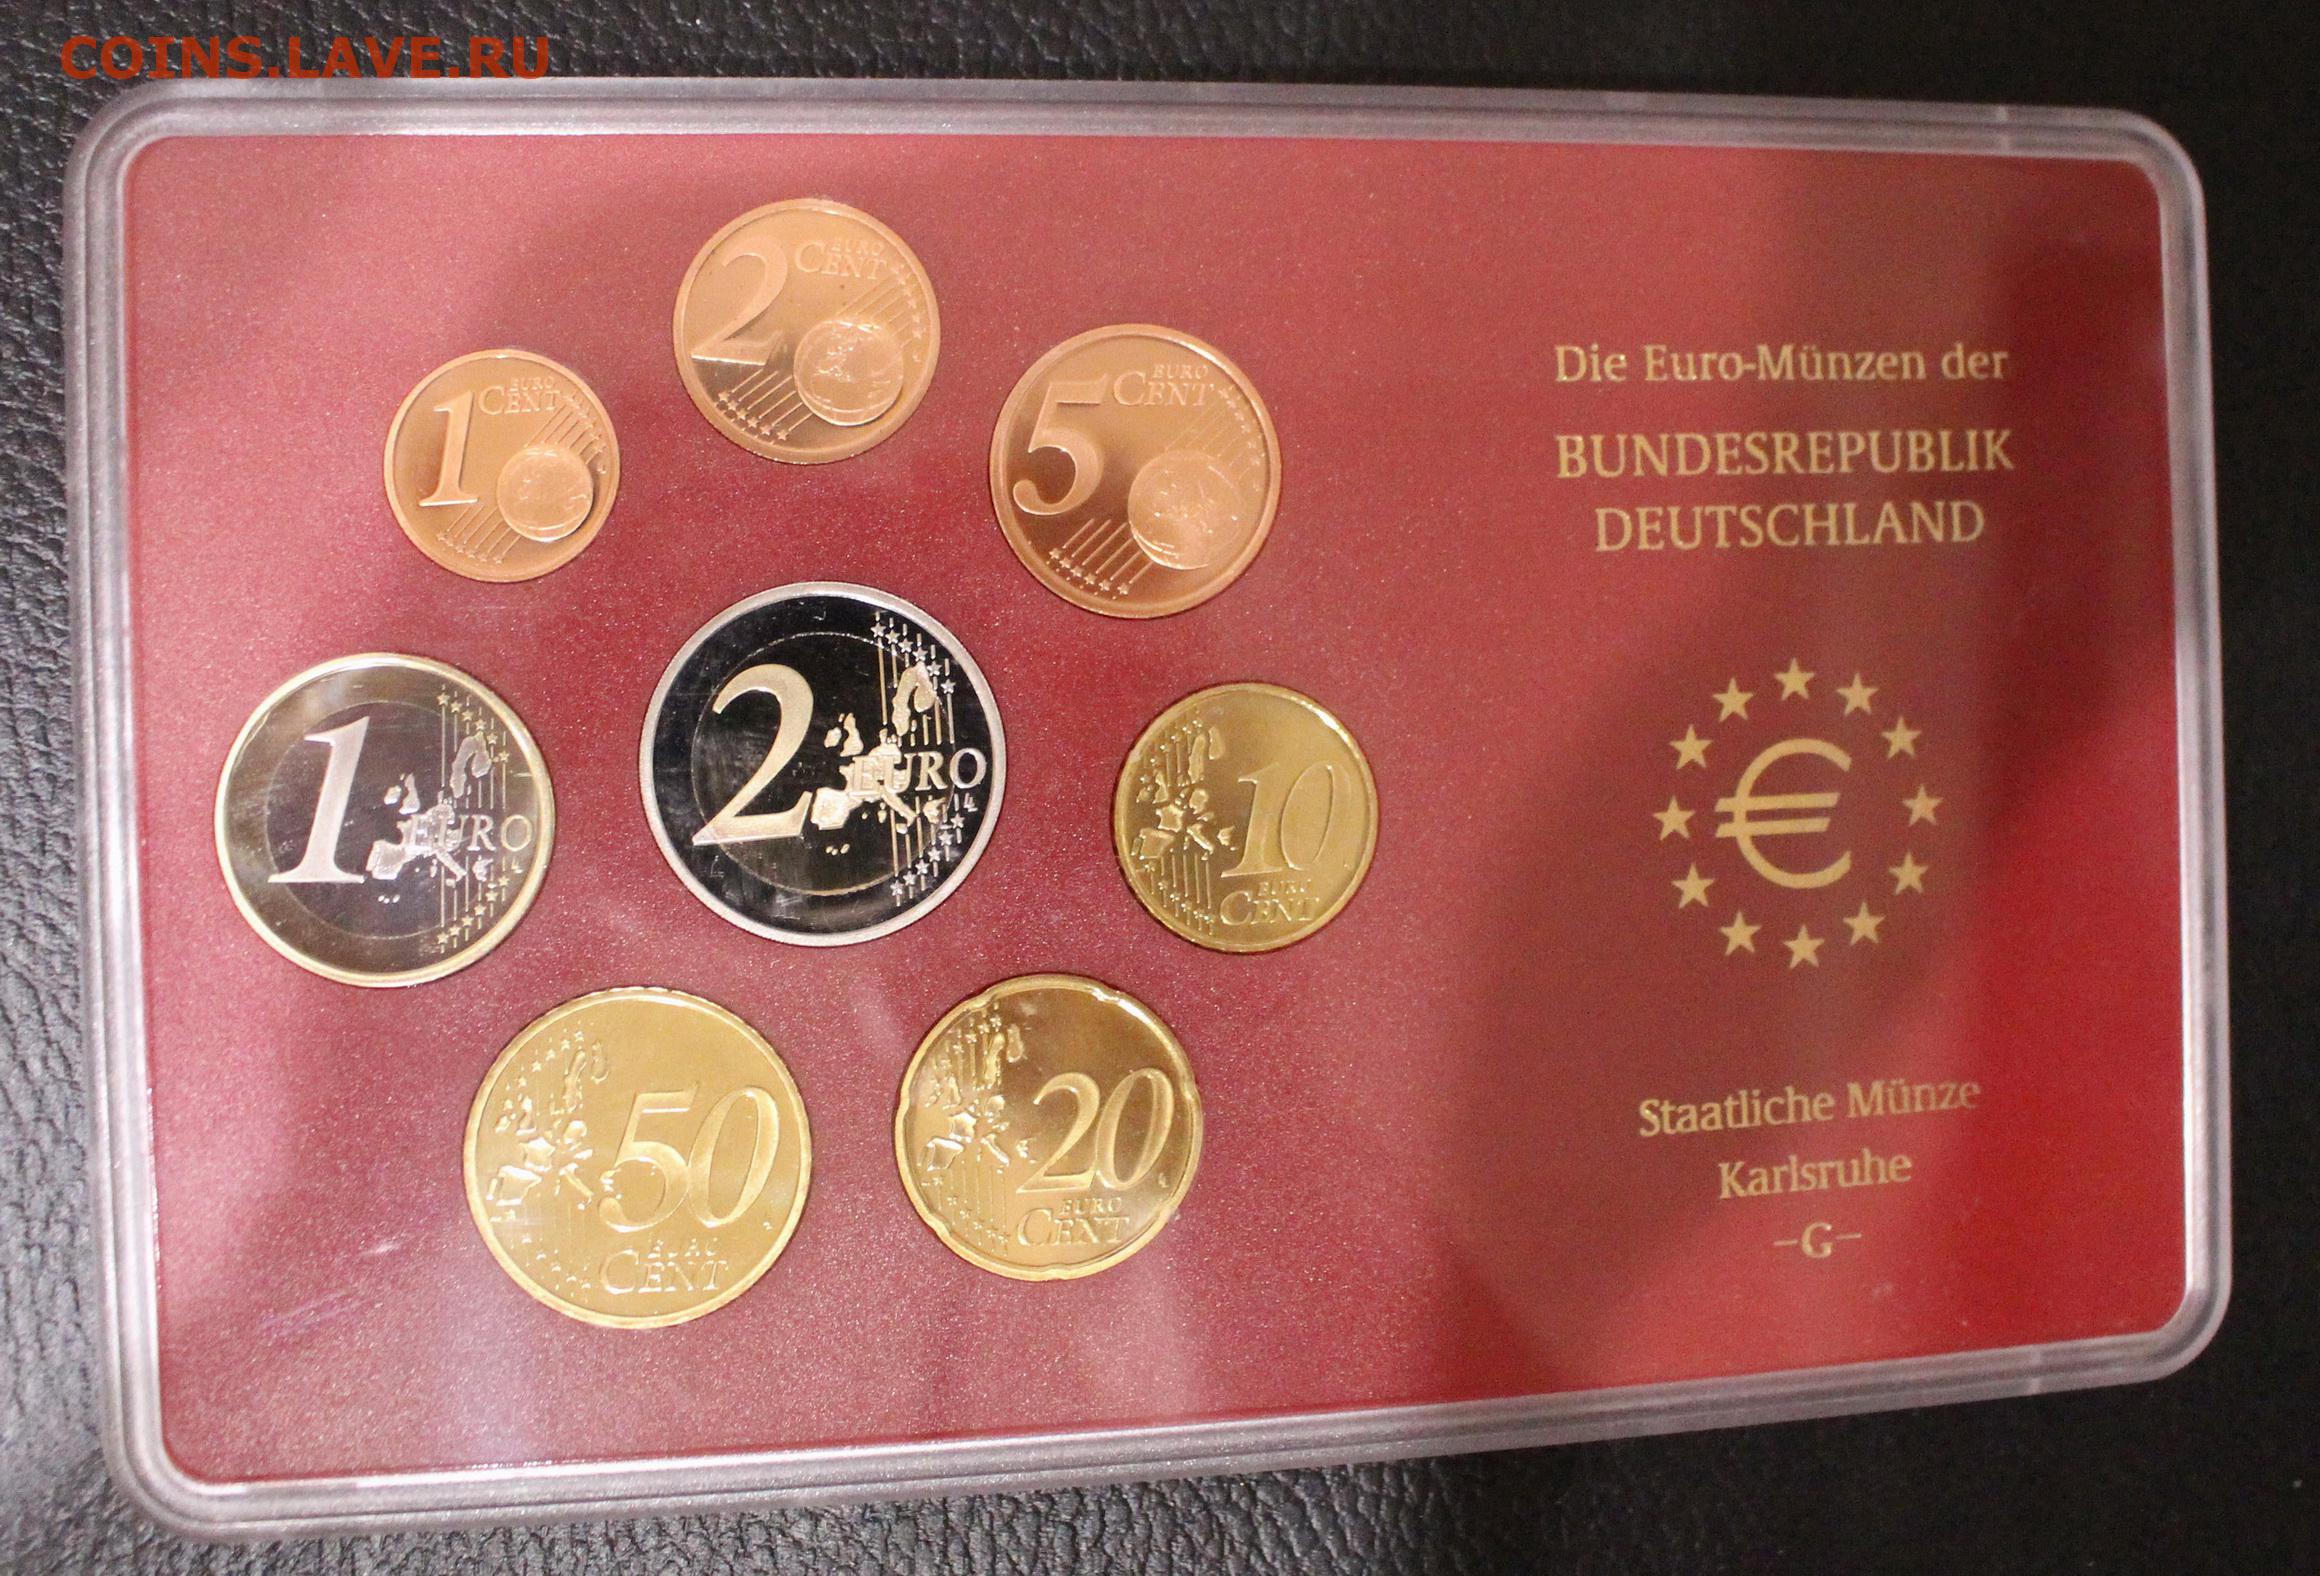 COINS.LAVE.RU
2 EURO
CENT
1 EURO
CENT
5 EURO
CENT
1 EURO
2 EURO
10
EURO
CENT
50
EURO
CENT
20
EURO
CENT
Die Euro-Münzen der
BUNDESREPUBLIK
DEUTSCHLAND
€
Staatliche Münze
Karlsruhe
–G–